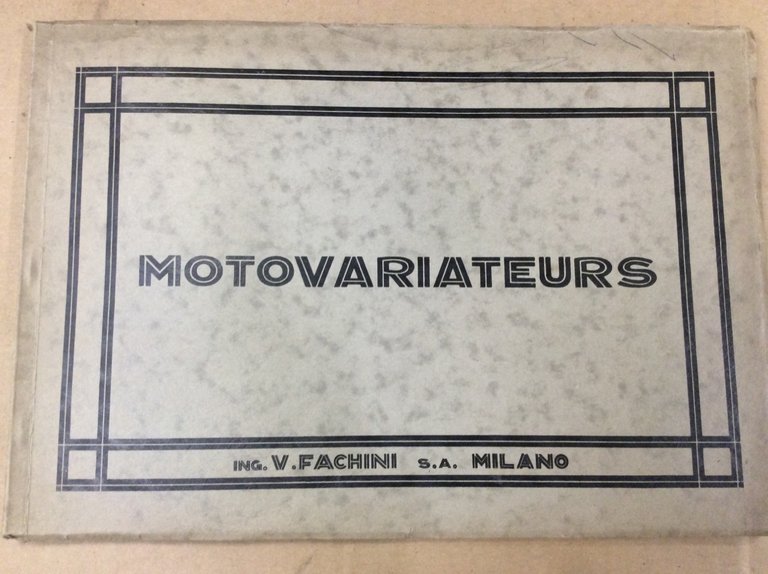 MOTOVARIATEURS
ING. V. FACHINI S.A. MILANO